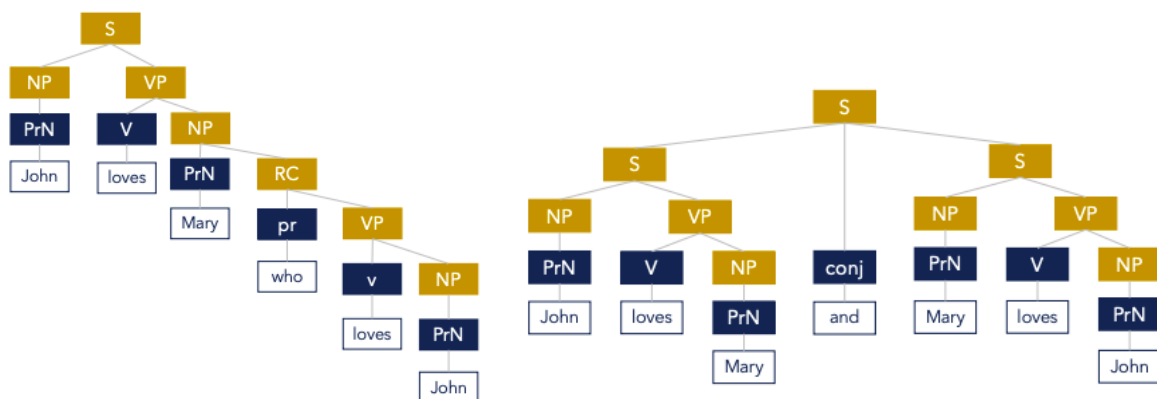 S
NP VP
PrN V NP
John loves PrN RC
Mary pr VP
who v NP
loves PrN
John
S
S conj S
NP VP and NP VP
PrN V NP PrN V NP
John loves PrN Mary loves PrN
Mary John